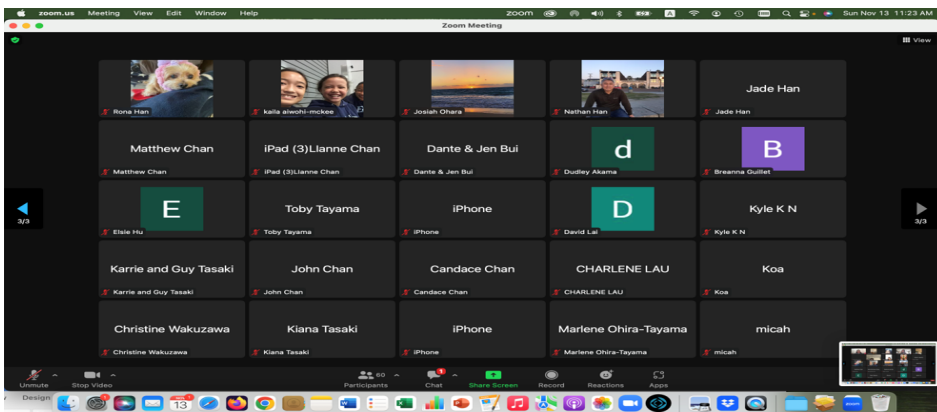 zoom.us Meeting View Edit Window Help zoom Sun Nov 13 11:23 AM
Zoom Meeting
View
Rona Han kaila aiwohi-mckee Josiah Ohara Nathan Han
Jade Han
Jade Han
Matthew Chan iPad (3)Llanne Chan Dante & Jen Bui d B
Matthew Chan iPad (3)Llanne Chan Dante & Jen Bui Dudley Akama Breanna Guillet
E Toby Tayama iPhone D Kyle K N
Elsie Hu Toby Tayama iPhone David Lai Kyle K N
3/3 3/3
Karrie and Guy Tasaki John Chan Candace Chan CHARLENE LAU Koa
Karrie and Guy Tasaki John Chan Candace Chan CHARLENE LAU Koa
Christine Wakuzawa Kiana Tasaki iPhone Marlene Ohira-Tayama micah
Christine Wakuzawa Kiana Tasaki iPhone Marlene Ohira-Tayama micah
60
Unmute Stop Video Participants Chat Share Screen Record Reactions Apps
Design 13